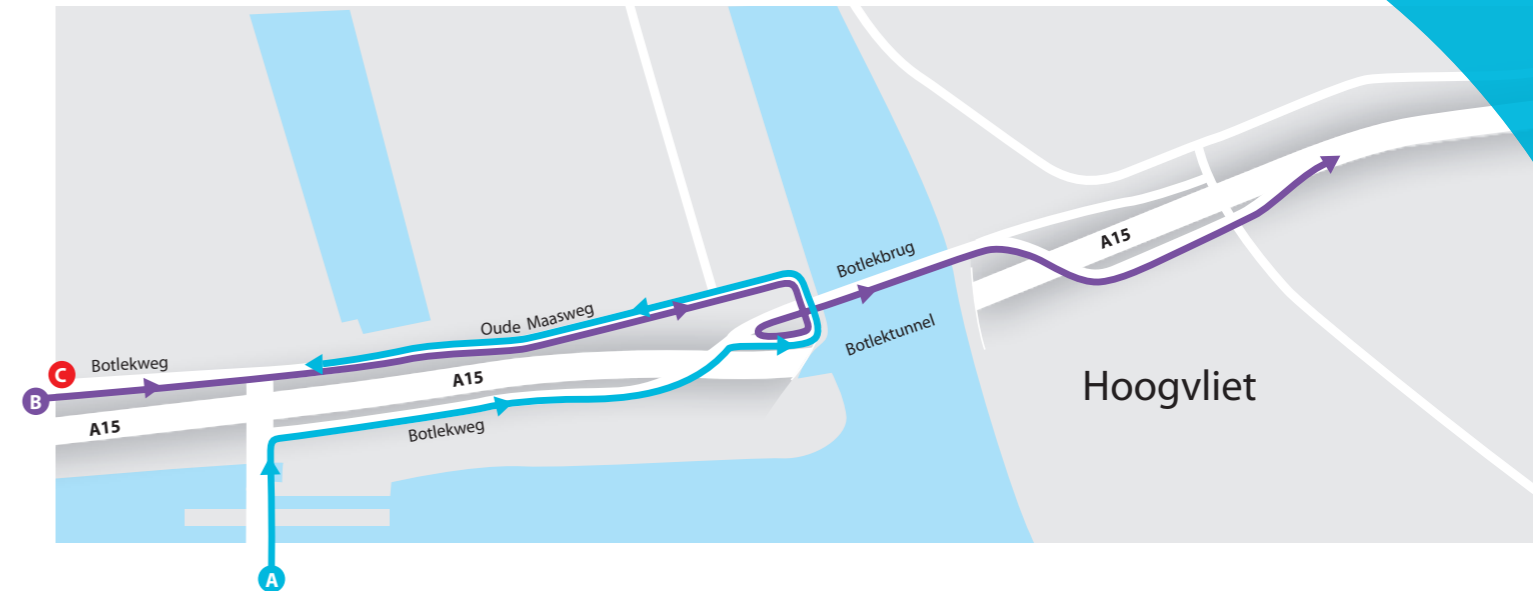 Botlekbrug
A15
Oude Maasweg
Botlektunnel
C
Botlekweg
B
A15
A15
Botlekweg
Hoogvliet
A